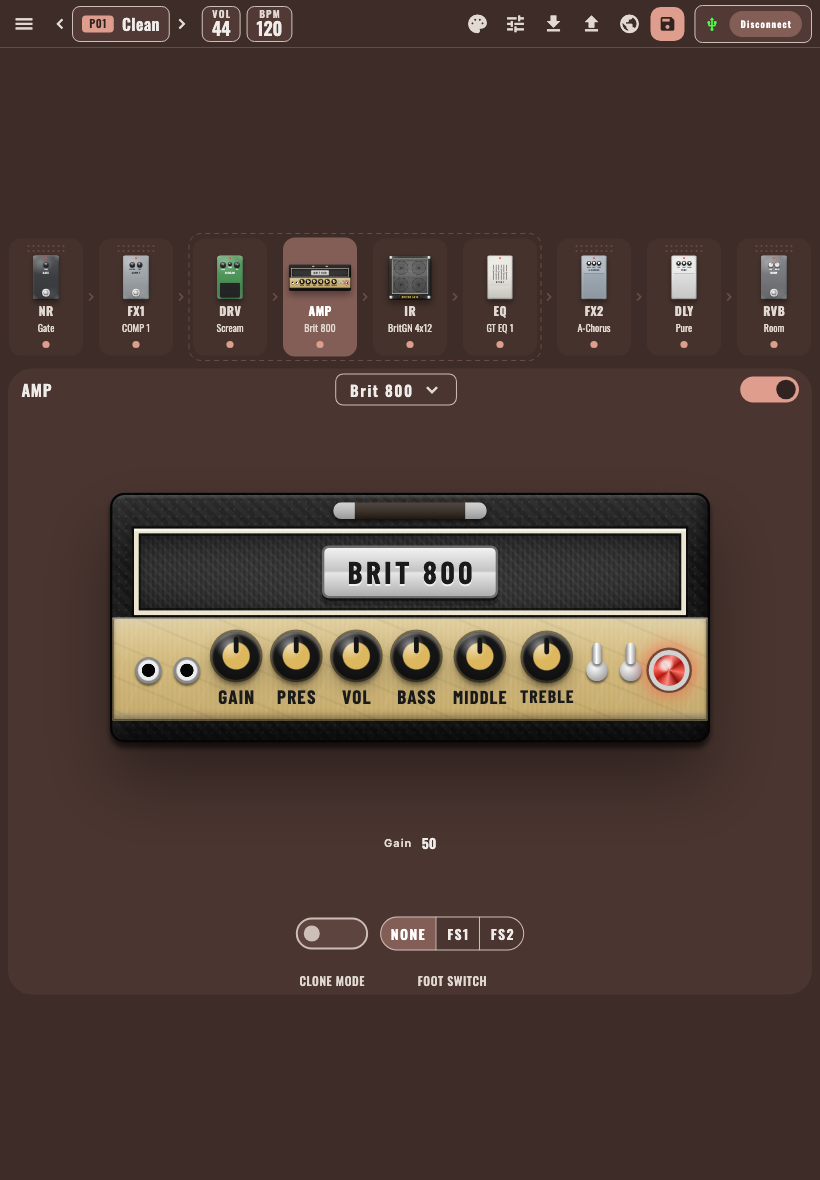 P01 Clean
VOL
44
BPM
120
Disconnect
NR
Gate
FX1
COMP 1
DRV
Scream
AMP
Brit 800
IR
BritGN 4x12
EQ
GT EQ 1
FX2
A-Chorus
DLY
Pure
RVB
Room
AMP
Brit 800
BRIT 800
GAIN PRES VOL BASS MIDDLE TREBLE
Gain 50
NONE FS1 FS2
CLONE MODE FOOT SWITCH